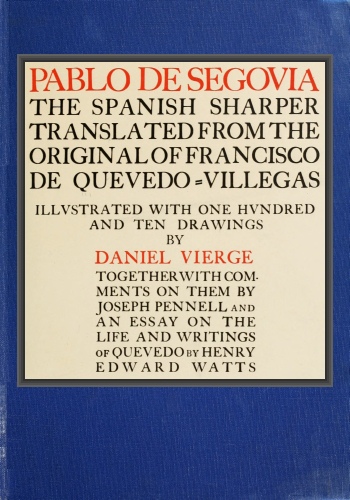 PABLO DE SEGOVIA
THE SPANISH SHARPER
TRANSLATED FROM THE
ORIGINAL OF FRANCISCO
DE QUEVEDO=VILLEGAS
ILLVSTRATED WITH ONE HVNDRED
AND TEN DRAWINGS
BY
DANIEL VIERGE
TOGETHER WITH COM-
MENTS ON THEM BY
JOSEPH PENNELL AND
AN ESSAY ON THE
LIFE AND WRITINGS
OF QUEVEDO BY HENRY
EDWARD WATTS